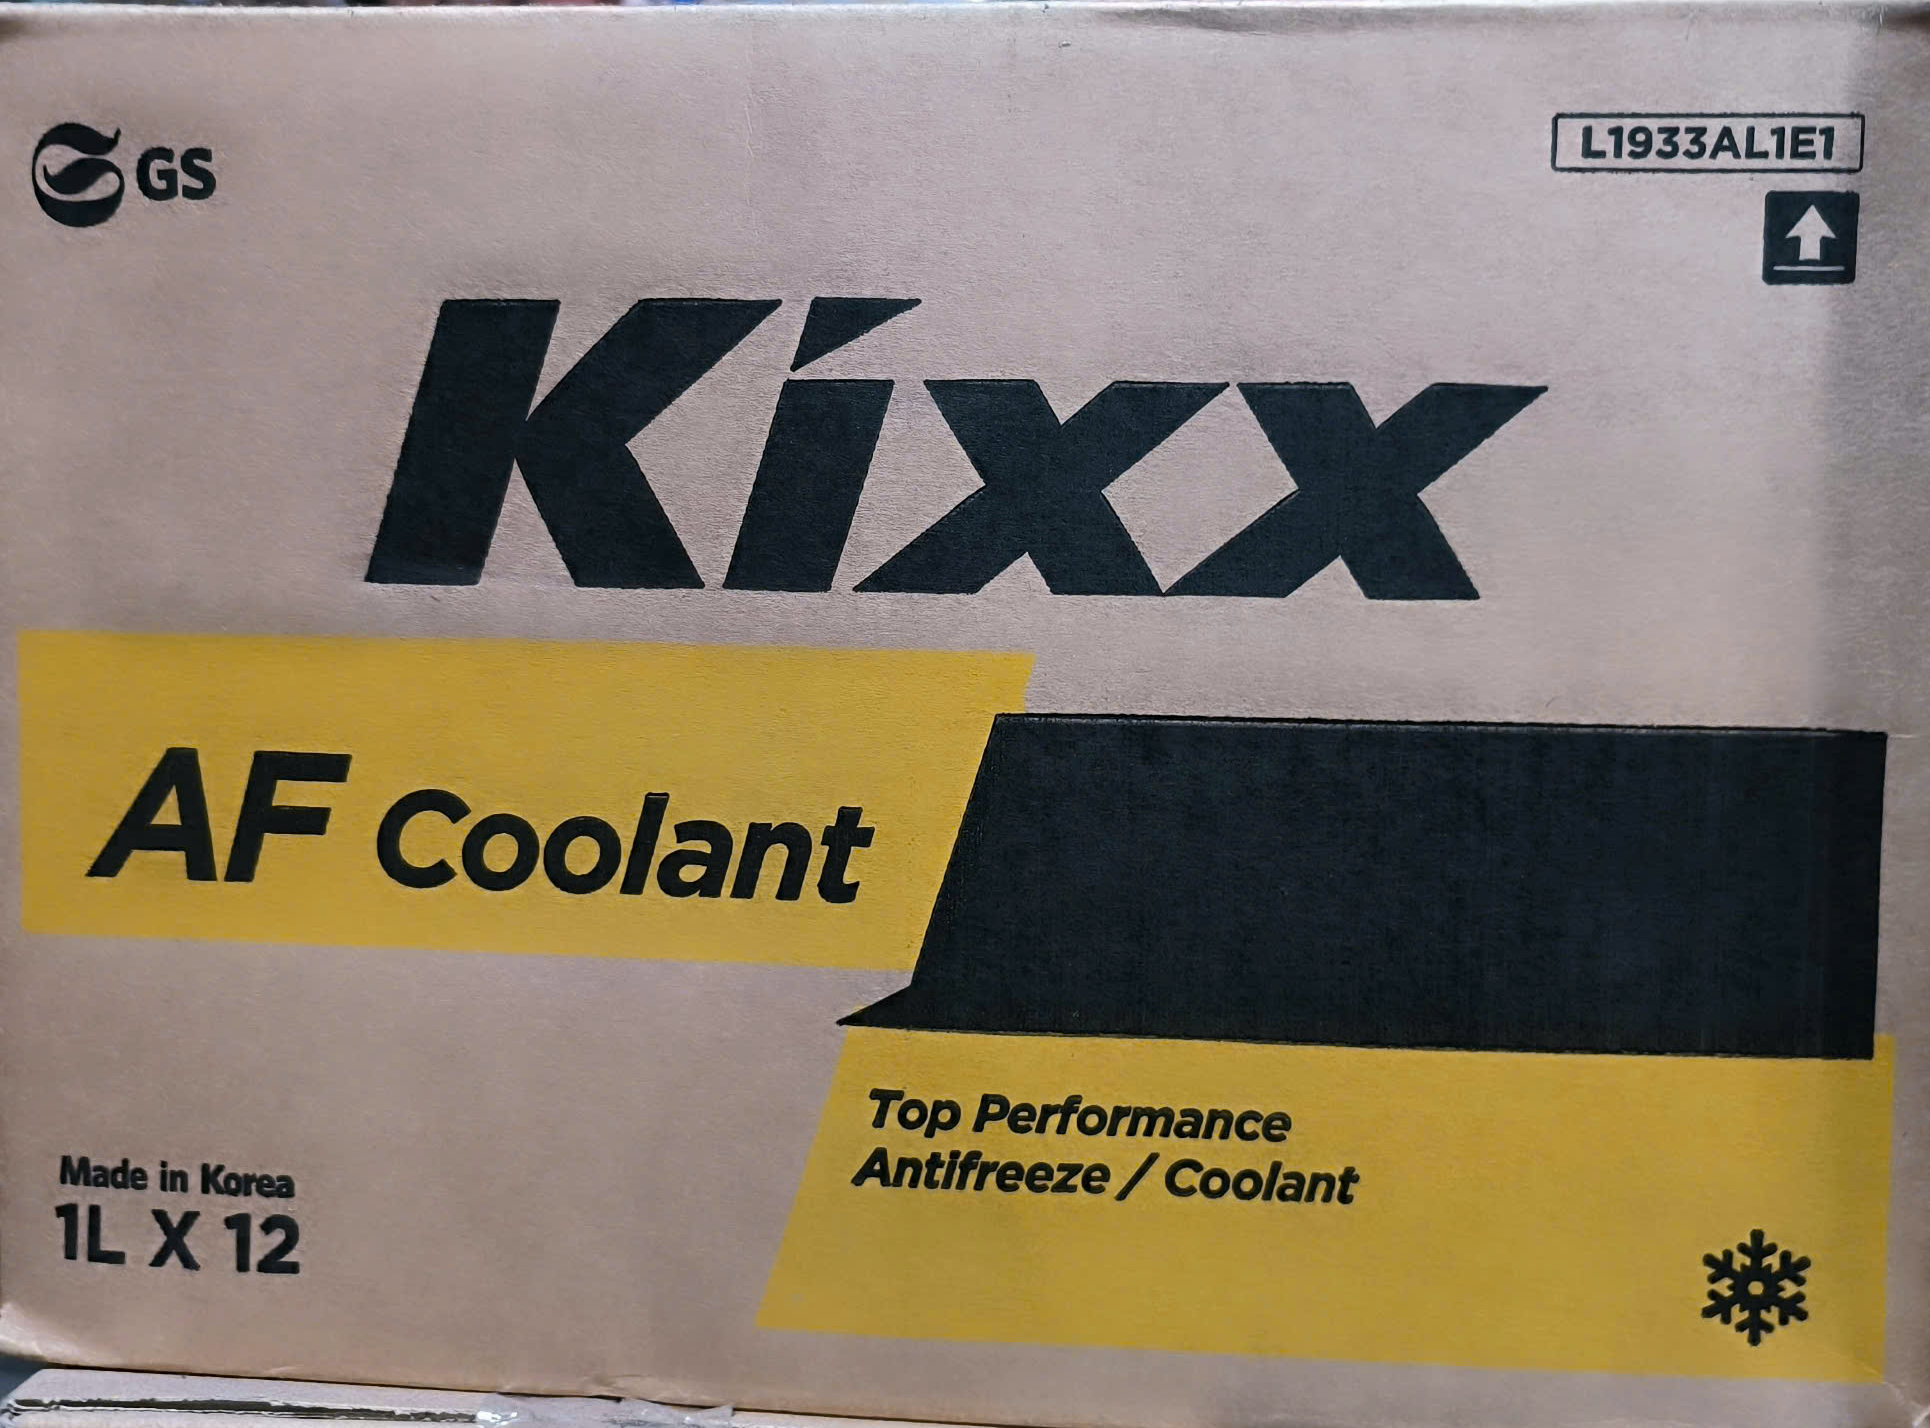 GS
L1933AL1E1
Kixx
AF Coolant
Top Performance
Antifreeze / Coolant
Made in Korea
1L X 12